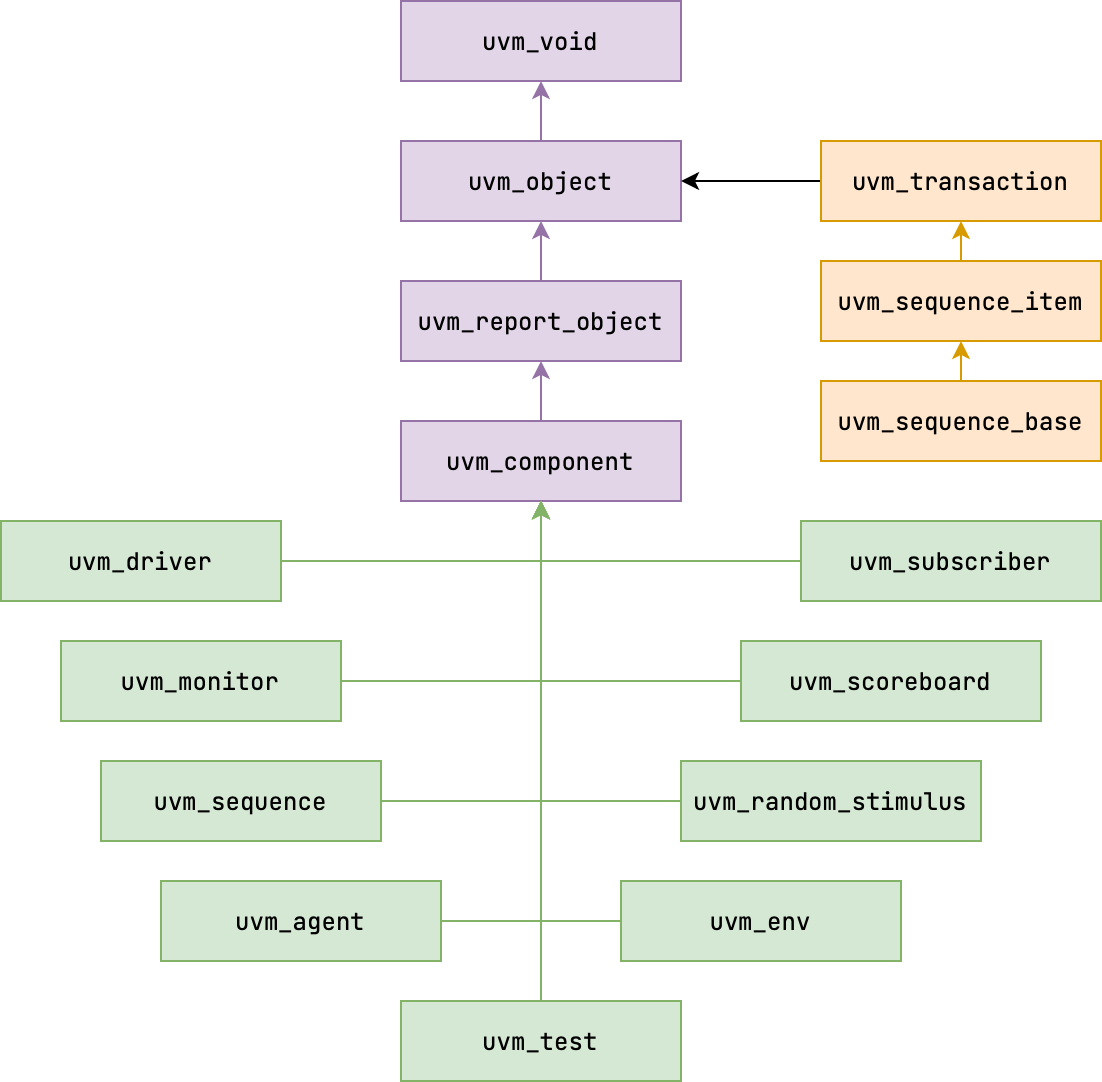 uvm_void
uvm_object
uvm_transaction
uvm_report_object
uvm_sequence_item
uvm_component
uvm_sequence_base
uvm_driver
uvm_subscriber
uvm_monitor
uvm_scoreboard
uvm_sequence
uvm_random_stimulus
uvm_agent
uvm_env
uvm_test